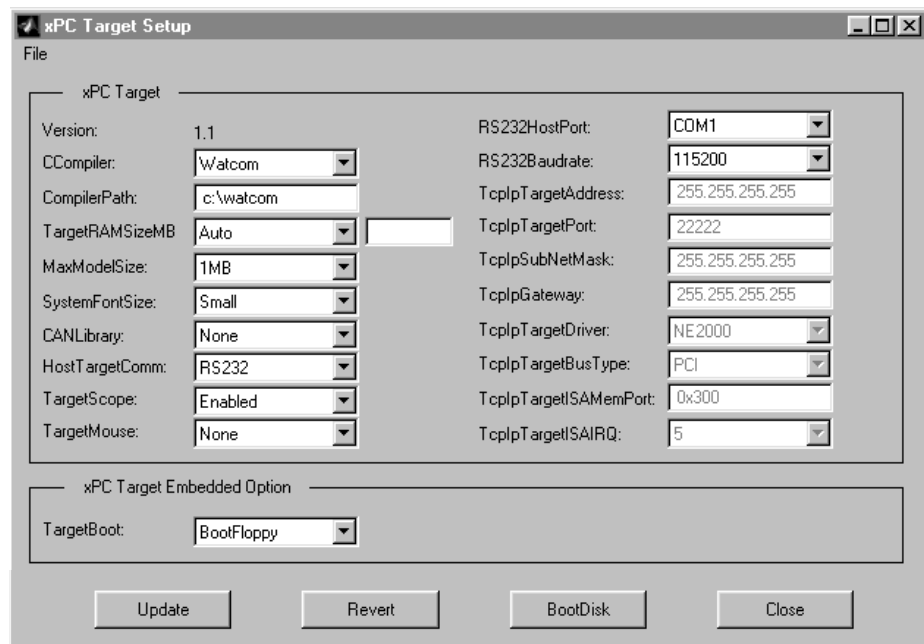 xPC Target Setup
File
xPC Target
Version: 1.1
CCompiler: Watcom
CompilerPath: c:\watcom
TargetRAMSizeMB Auto
MaxModelSize: 1MB
SystemFontSize: Small
CANLibrary: None
HostTargetComm: RS232
TargetScope: Enabled
TargetMouse: None
RS232HostPort: COM1
RS232Baudrate: 115200
TcpIpTargetAddress: 255.255.255.255
TcpIpTargetPort: 22222
TcpIpSubNetMask: 255.255.255.255
TcpIpGateway: 255.255.255.255
TcpIpTargetDriver: NE2000
TcpIpTargetBusType: PCI
TcpIpTargetISAMemPort: 0x300
TcpIpTargetISAIRQ: 5
xPC Target Embedded Option
TargetBoot: BootFloppy
Update Revert BootDisk Close